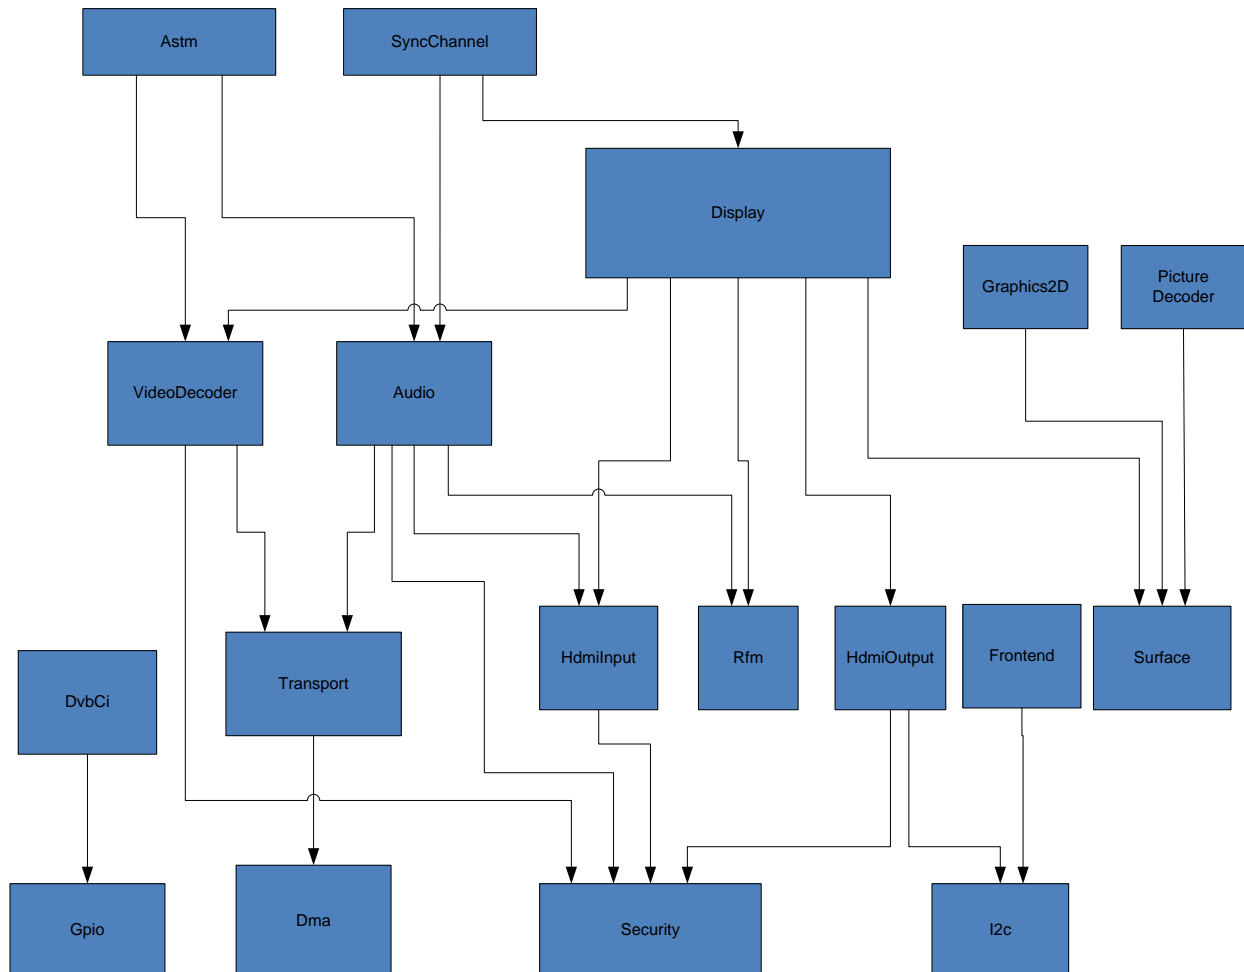 Astm
SyncChannel
Display
Graphics2D
Picture
Decoder
VideoDecoder
Audio
HdmiInput
Rfm
HdmiOutput
Frontend
Surface
DvbCi
Transport
Gpio
Dma
Security
I2c